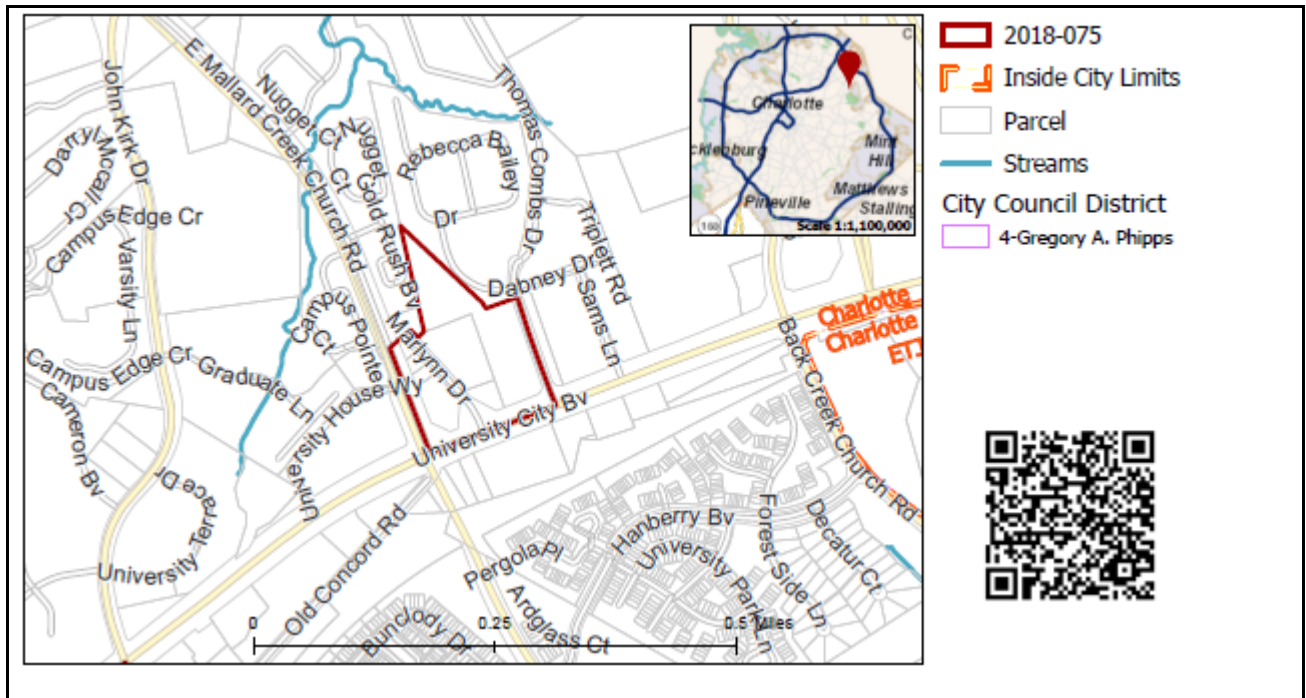 E Mallard Creek Church Rd
John Kirk Dr
Nugget Ct
Nugget Ct
Thomas Combs Dr
Rebecca Bailey
Dr
Darryl McCall Cr
Campus Edge Cr
Varsity Ln
Gold Rush Bv
Triplett Rd
Dabney Dr
Sams Ln
Campus Pointe
Ct
Marlynn Dr
Campus Edge Cr
Graduate Ln
University House Wy
Cameron Bv
University City Bv
Back Creek Church Rd
Charlotte
Charlotte
ETJ
University Terrace Dr
Old Concord Rd
Hanberry Bv
Pergola Pl
University Park Ln
Forest Side Ln
Decatur Ct
Ardglass Ct
Bunclody Dr
0
0.25
0.5 Miles
C
Charlotte
cklenburg
Mint
Hill
Matthews
Pineville
Stalling
160
Scale 1:1,100,000
2018-075
Inside City Limits
Parcel
Streams
City Council District
4-Gregory A. Phipps